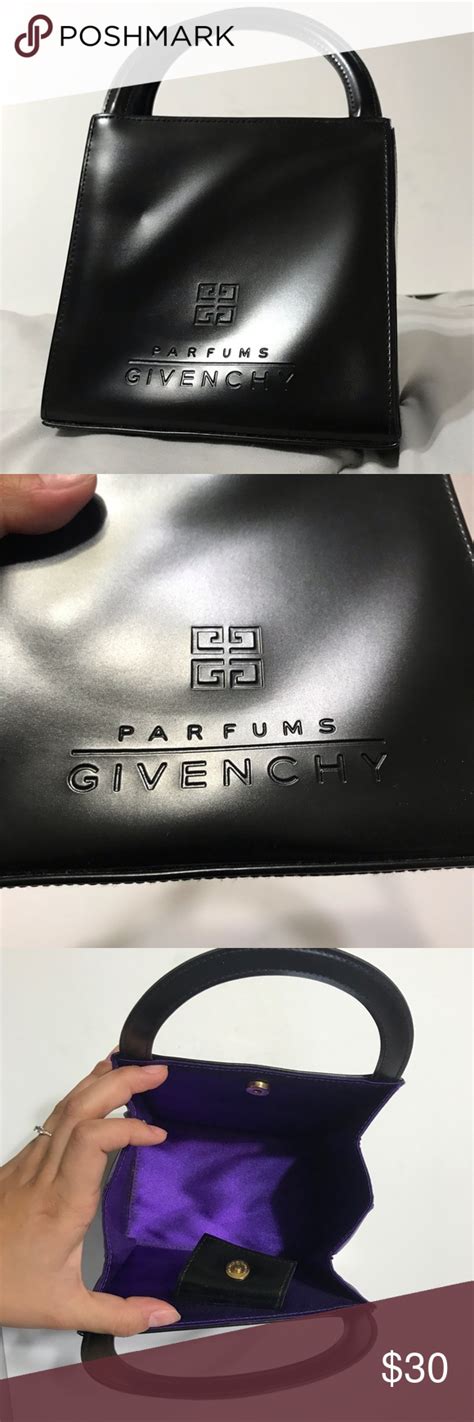 POSHMARK
PARFUMS
GIVENCHY
PARFUMS
GIVENCHY
$30